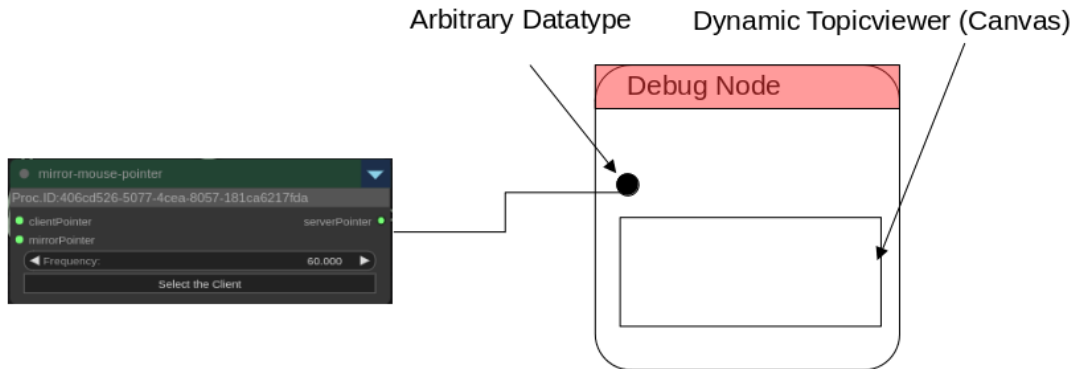 Arbitrary Datatype
Dynamic Topicviewer (Canvas)
Debug Node
mirror-mouse-pointer
Proc.ID:406cd526-5077-4cea-8057-181ca6217fda
clientPointer
serverPointer
mirrorPointer
Frequency:
60.000
Select the Client